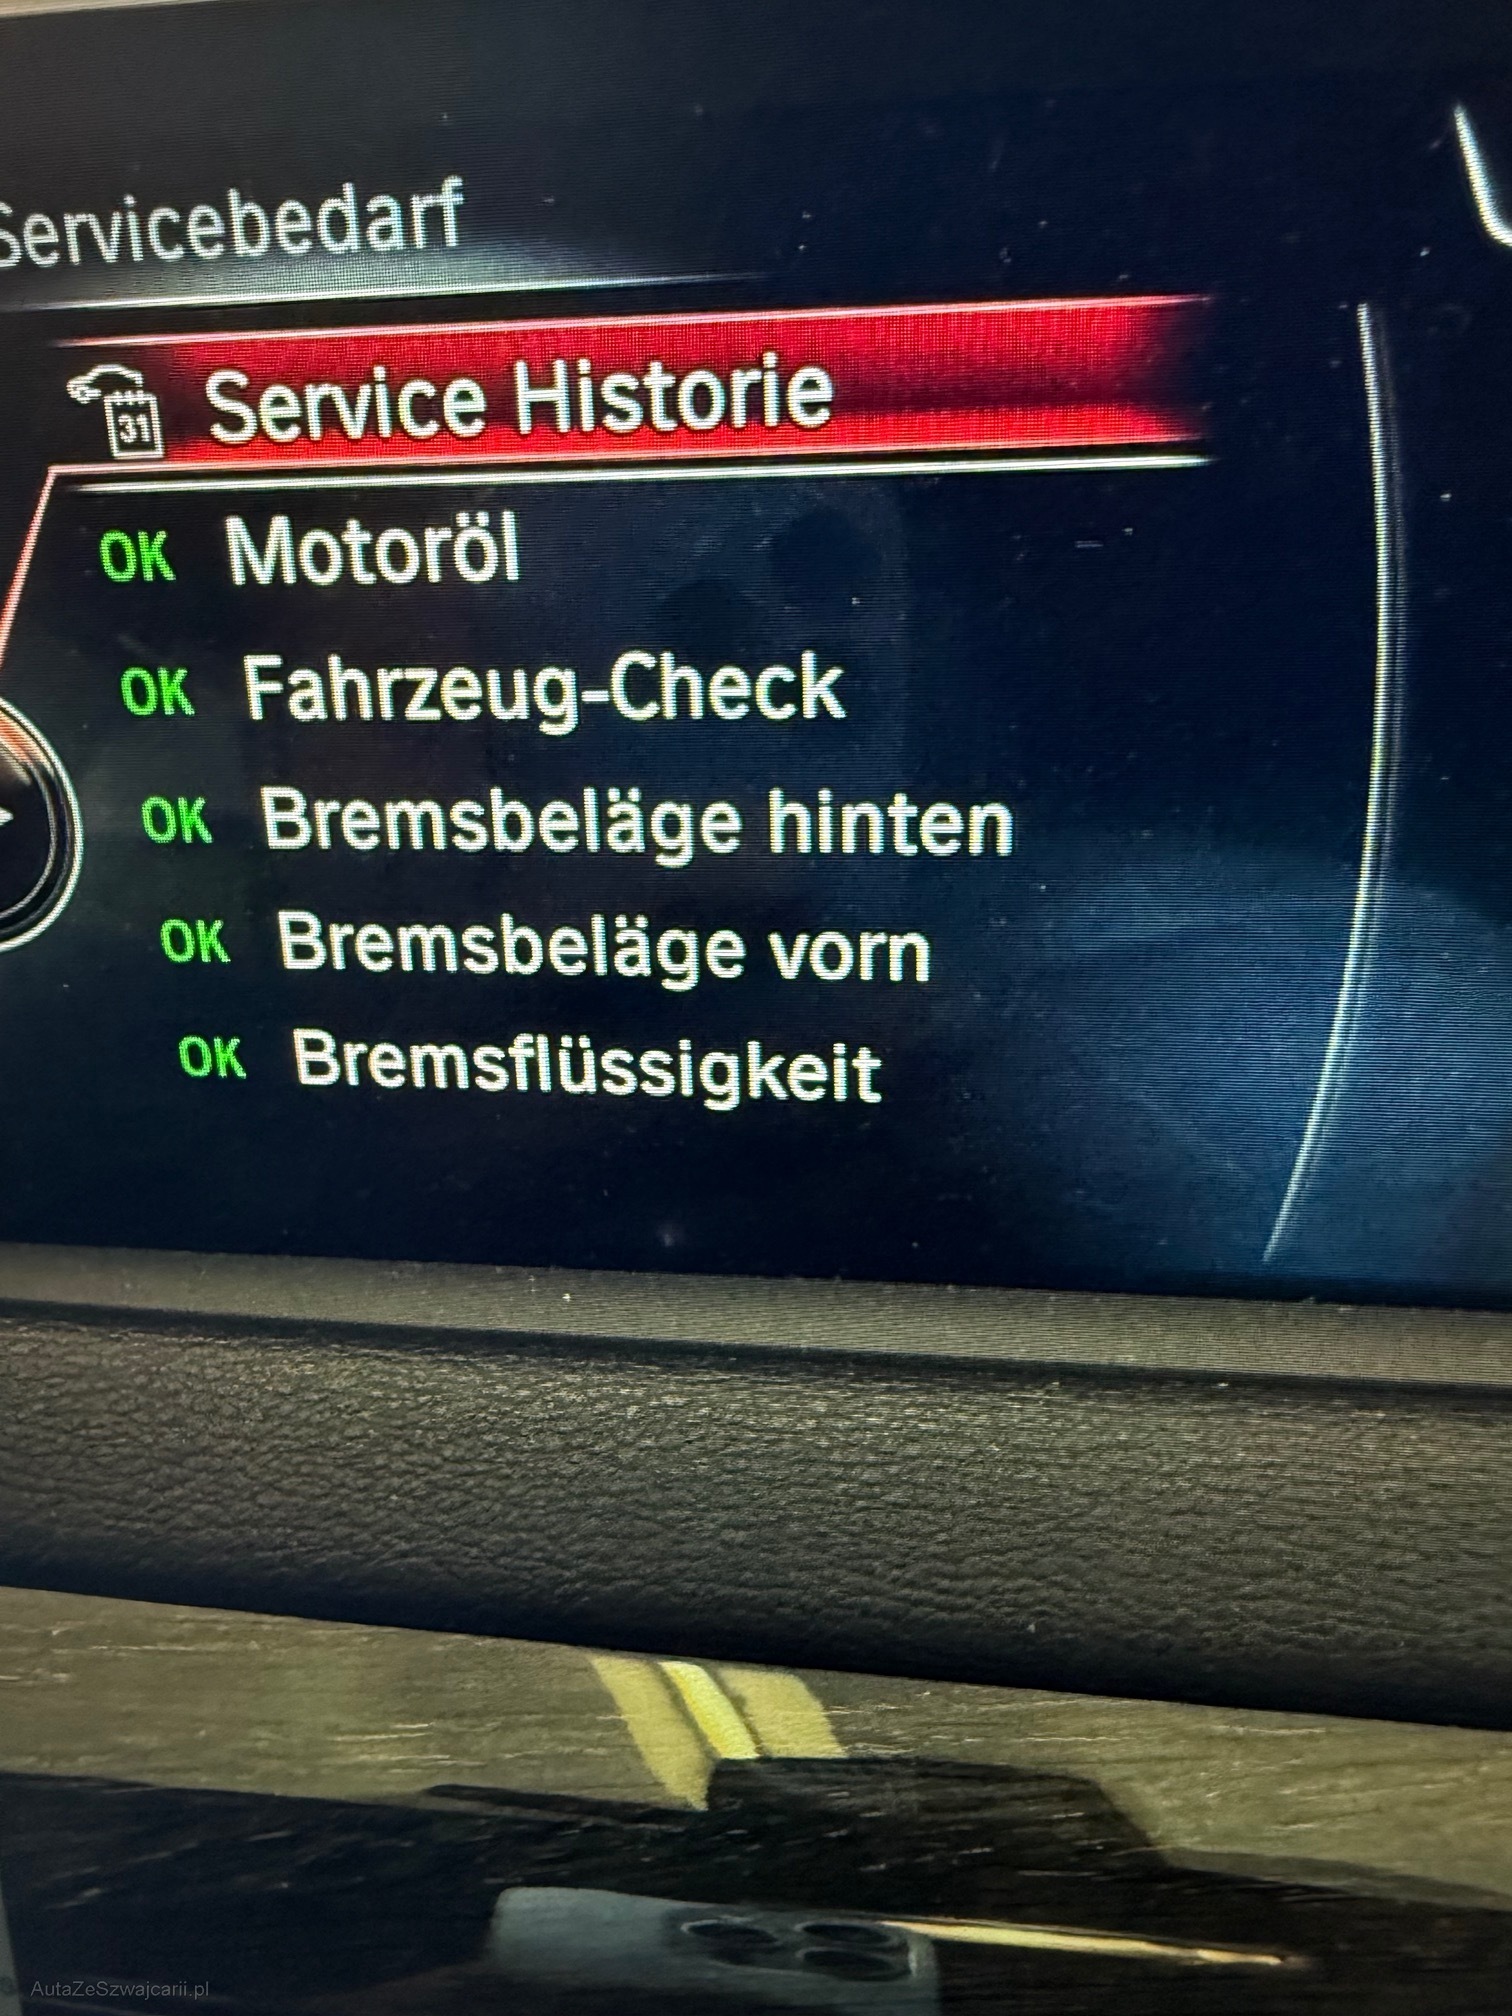 Servicebedarf
31 Service Historie
OK Motoröl
OK Fahrzeug-Check
OK Bremsbeläge hinten
OK Bremsbeläge vorn
OK Bremsflüssigkeit
AutaZeSzwajcarii.pl